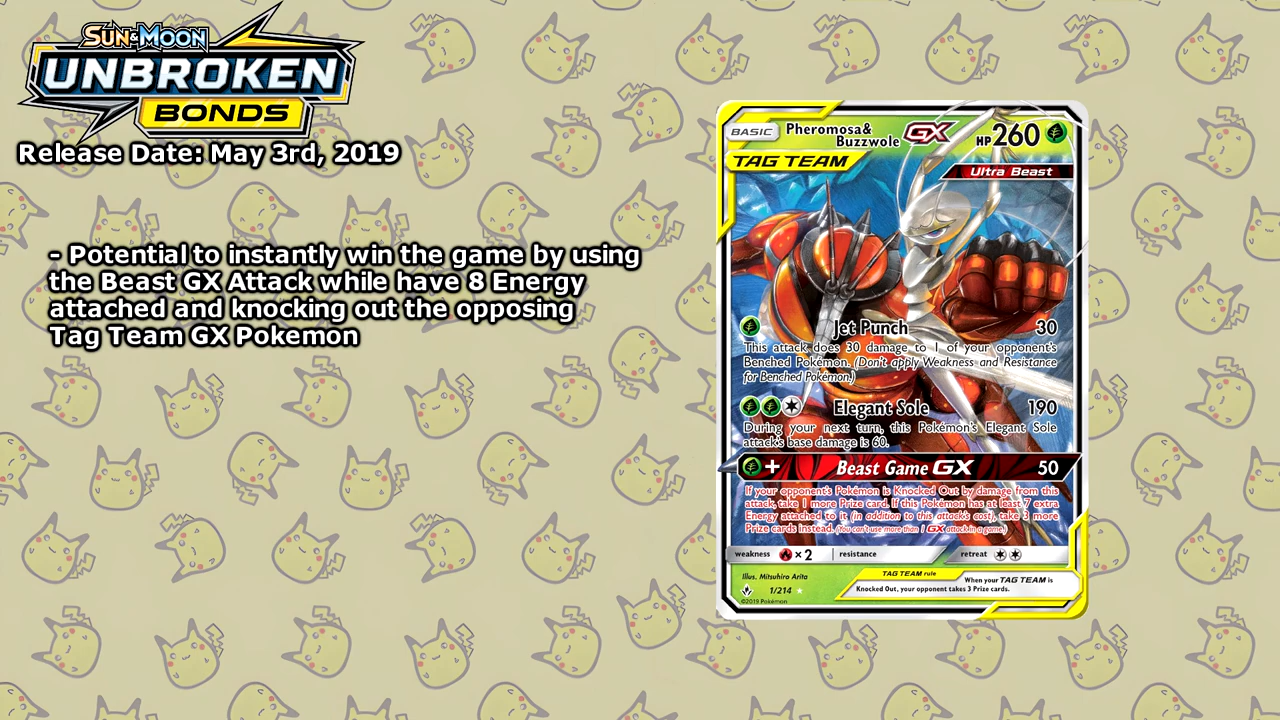 SUN & MOON
UNBROKEN
BONDS
Release Date: May 3rd, 2019
- Potential to instantly win the game by using
the Beast GX Attack while have 8 Energy
attached and knocking out the opposing
Tag Team GX Pokemon
BASIC Pheromosa& GX HP 260
Buzzwole
TAG TEAM
Ultra Beast
Jet Punch 30
This attack does 30 damage to 1 of your opponent's
Benched Pokémon. (Don't apply Weakness and Resistance
for Benched Pokémon.)
Elegant Sole 190
During your next turn, this Pokémon's Elegant Sole
attack's base damage is 60.
+ Beast Game GX 50
If your opponent's Pokémon is Knocked Out by damage from this
attack, take 1 more Prize card. If this Pokémon has at least 7 extra
Energy attached to it (in addition to this attack's cost), take 3 more
Prize cards instead. (You can't use more than 1 GX attack in a game.)
weakness ×2 resistance retreat
Illus. Mitsuhiro Arita
1/214
©2019 Pokémon
TAG TEAM rule
When your TAG TEAM is
Knocked Out, your opponent takes 3 Prize cards.